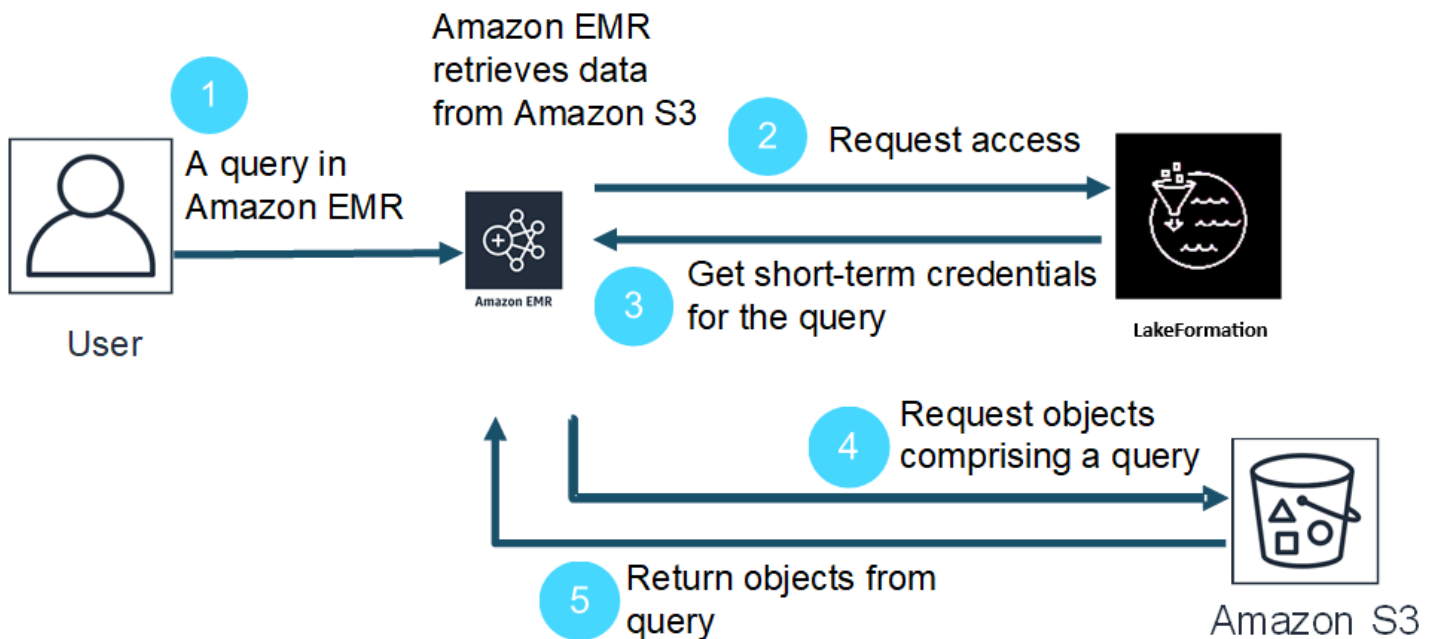 Amazon EMR
retrieves data
from Amazon S3
1
A query in
Amazon EMR
User
Amazon EMR
2
Request access
3
Get short-term credentials
for the query
LakeFormation
4
Request objects
comprising a query
5
Return objects from
query
Amazon S3